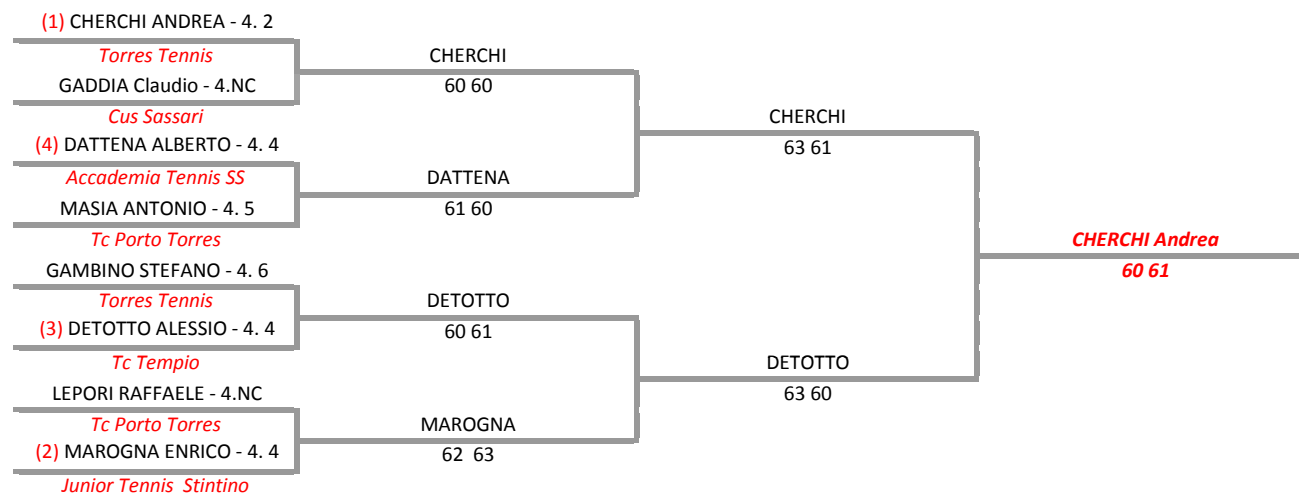 (1) CHERCHI ANDREA - 4. 2
Torres Tennis
GADDIA Claudio - 4.NC
Cus Sassari
(4) DATTENA ALBERTO - 4. 4
Accademia Tennis SS
MASIA ANTONIO - 4. 5
Tc Porto Torres
GAMBINO STEFANO - 4. 6
Torres Tennis
(3) DETOTTO ALESSIO - 4. 4
Tc Tempio
LEPORI RAFFAELE - 4.NC
Tc Porto Torres
(2) MAROGNA ENRICO - 4. 4
Junior Tennis Stintino
CHERCHI
60 60
DATTENA
61 60
DETOTTO
60 61
MAROGNA
62 63
CHERCHI
63 61
DETOTTO
63 60
CHERCHI Andrea
60 61